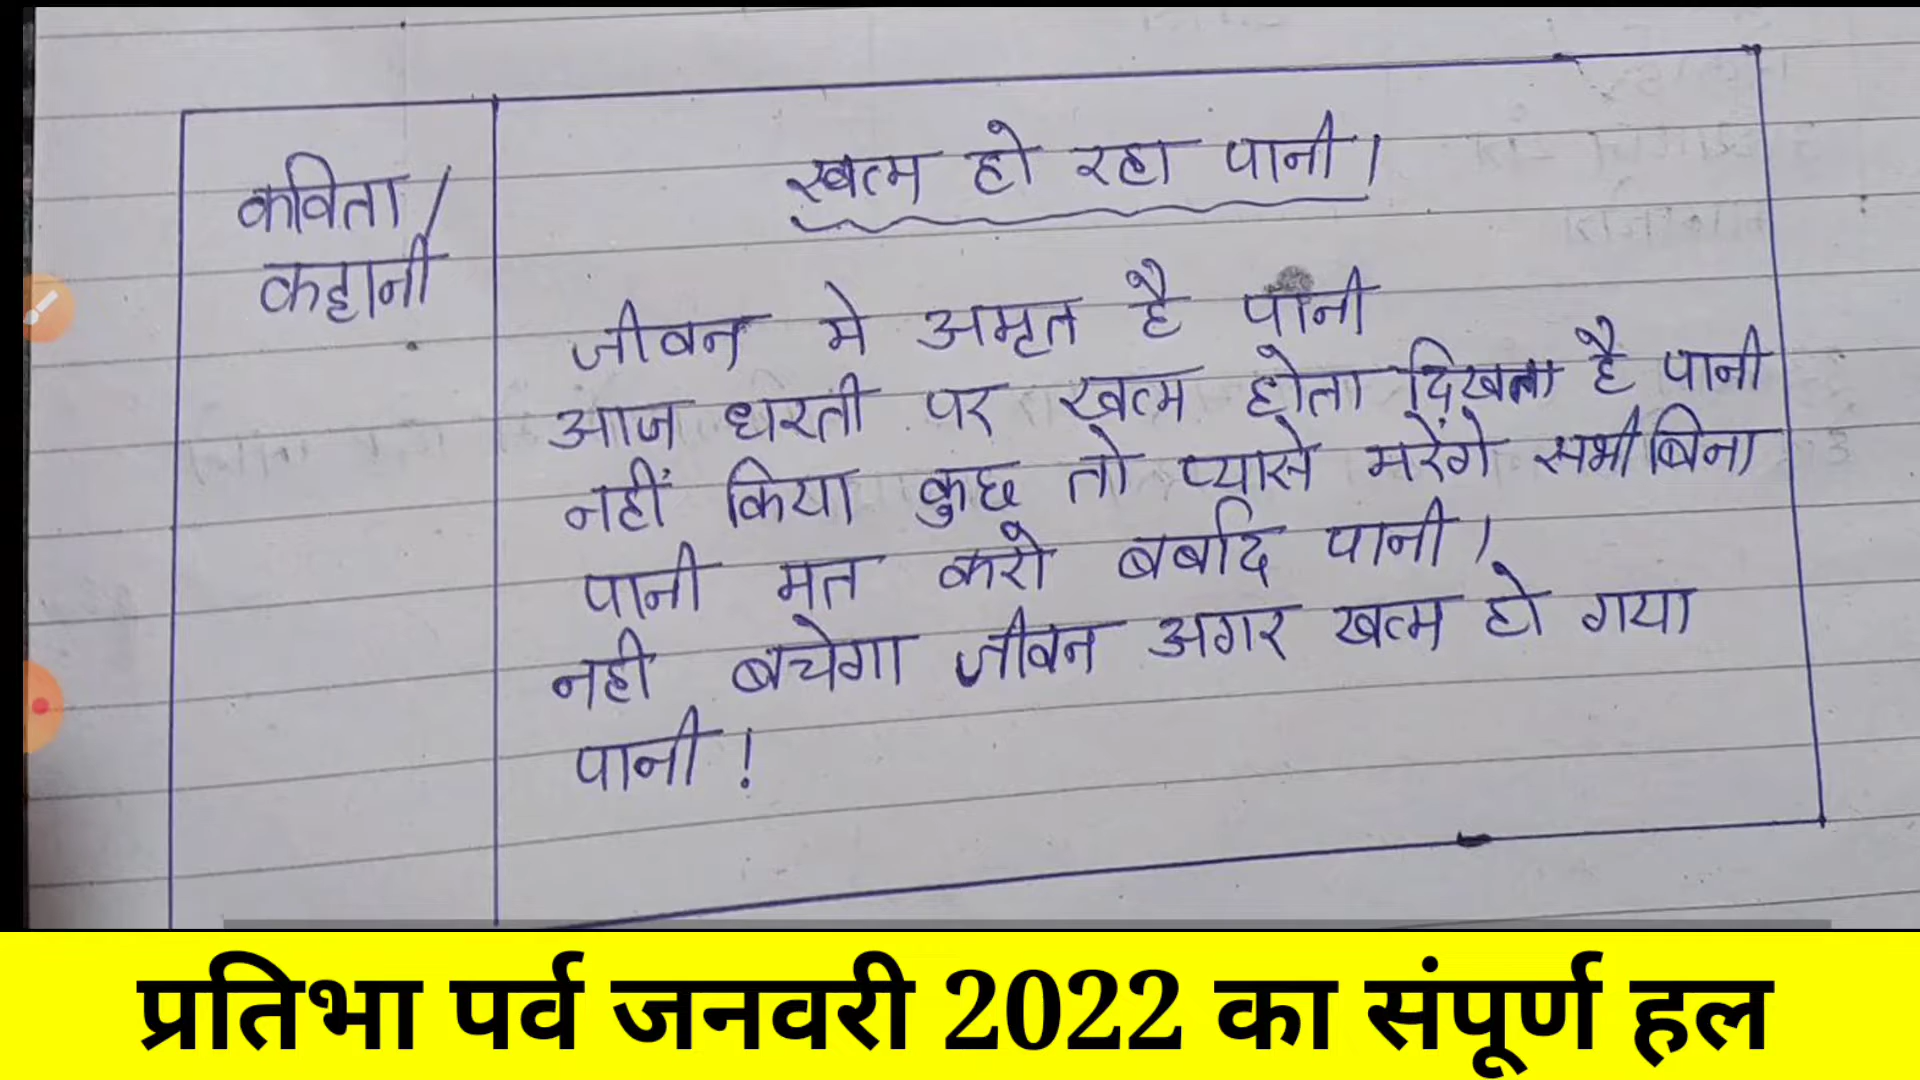 कविता /
कहानी
खत्म हो रहा पानी।
जीवन मे अमृत है पानी
आज धरती पर खत्म होता दिखता है पानी
नहीं किया कुछ तो प्यासे मरेंगे सभी बिना
पानी मत करो बर्बाद पानी।
नही बचेगा जीवन अगर खत्म हो गया
पानी !
प्रतिभा पर्व जनवरी 2022 का संपूर्ण हल